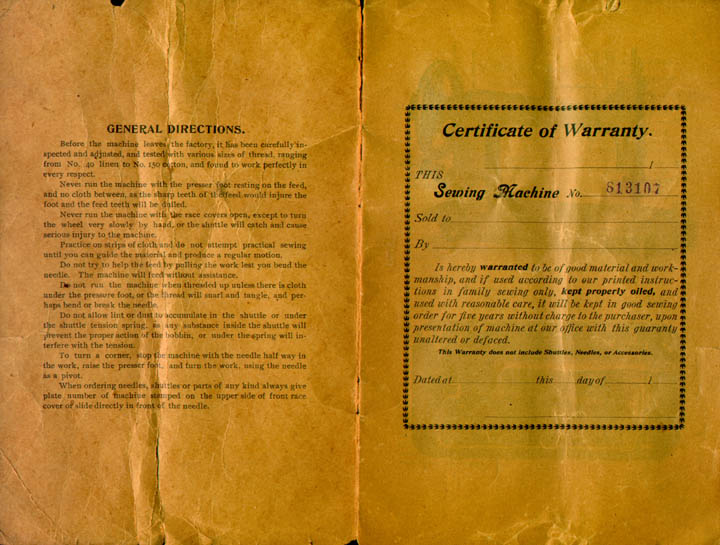 GENERAL DIRECTIONS.
Before the machine leaves the factory, it has been carefully in-
spected and adjusted, and tested with various sizes of thread, ranging
from No. 40 linen to No. 150 cotton, and found to work perfectly in
every respect.
Never run the machine with the presser foot resting on the feed,
and no cloth between, as the sharp teeth of the feed would injure the
foot and the feed teeth will be dulled.
Never run the machine with the race covers open, except to turn
the wheel very slowly by hand, or the shuttle will catch and cause
serious injury to the machine.
Practice on strips of cloth and do not attempt practical sewing
until you can guide the material and produce a regular motion.
Do not try to help the feed by pulling the work lest you bend the
needle. The machine will feed without assistance.
Do not run the machine when threaded up unless there is cloth
under the pressure foot, or the thread will snarl and tangle, and per-
haps bend or break the needle.
Do not allow lint or dust to accumulate in the shuttle or under
the shuttle tension spring, as any substance inside the shuttle will
prevent the proper action of the bobbin, or under the spring will in-
terfere with the tension.
To turn a corner, stop the machine with the needle half way in
the work, raise the presser foot, and turn the work, using the needle
as a pivot.
When ordering needles, shuttles or parts of any kind always give
plate number of machine stamped on the upper side of front race
cover or slide directly in front of the needle.
Certificate of Warranty.
1
THIS
Sewing Machine No. 813107
Sold to
By
Is hereby warranted to be of good material and work-
manship, and if used according to our printed instruc-
tions in family sewing only, kept properly oiled, and
used with reasonable care, it will be kept in good sewing
order for five years without charge to the purchaser, upon
presentation of machine at our office with this guaranty
unaltered or defaced.
This Warranty does not include Shuttles, Needles, or Accessories.
Dated at this day of 1